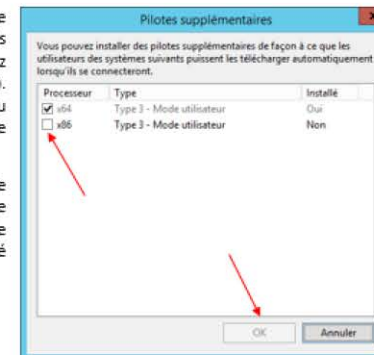 Pilotes supplémentaires
Vous pouvez installer des pilotes supplémentaires de façon à ce que les
utilisateurs des systèmes suivants puissent les télécharger automatiquement
lorsqu'ils se connecteront.
Processeur Type Installé
x64 Type 3 - Mode utilisateur Oui
x86 Type 3 - Mode utilisateur Non
OK Annuler